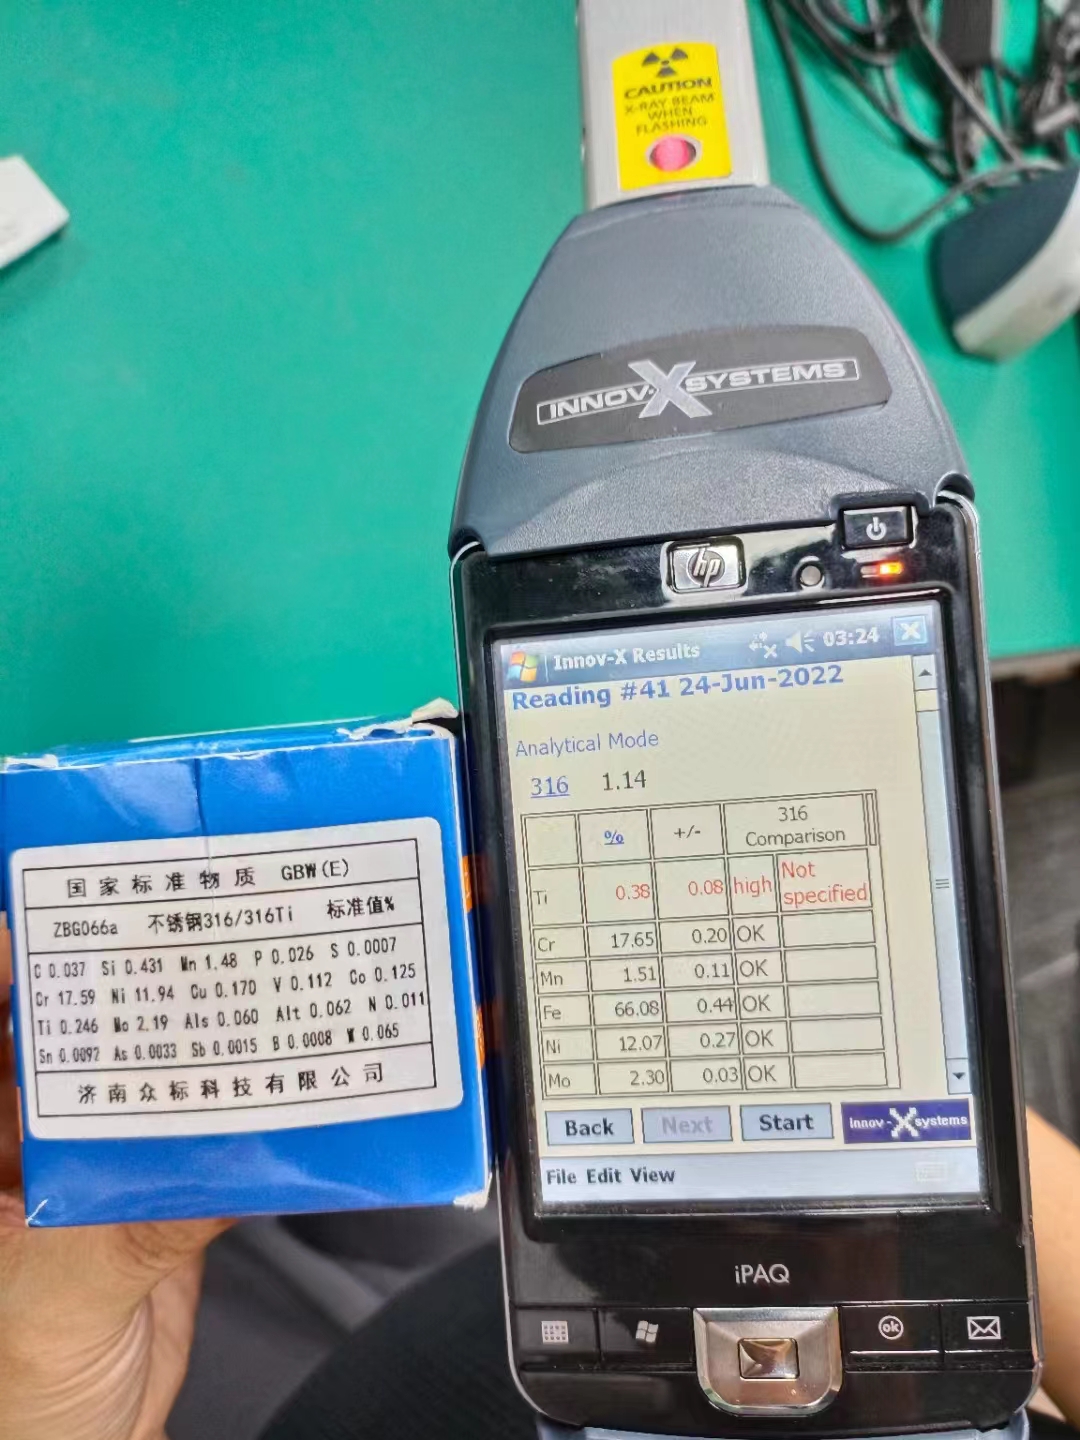 CAUTION
X-RAY BEAM
WHEN
FLASHING
INNOV-X SYSTEMS
hp
Innov-X Results 03:24
Reading #41 24-Jun-2022
Analytical Mode
316 1.14
% +/- 316 Comparison
Ti 0.38 0.08 high Not specified
Cr 17.65 0.20 OK
Mn 1.51 0.11 OK
Fe 66.08 0.44 OK
Ni 12.07 0.27 OK
Mo 2.30 0.03 OK
Back Next Start Innov-X systems
File Edit View
iPAQ
ok
国家标准物质 GBW(E)
ZBG066a 不锈钢316/316Ti 标准值%
C 0.037 Si 0.431 Mn 1.48 P 0.026 S 0.0007
Cr 17.59 Ni 11.94 Cu 0.170 V 0.112 Co 0.125
Ti 0.246 Mo 2.19 Als 0.060 Alt 0.062 N 0.011
Sn 0.0092 As 0.0033 Sb 0.0015 B 0.0008 W 0.065
济南众标科技有限公司